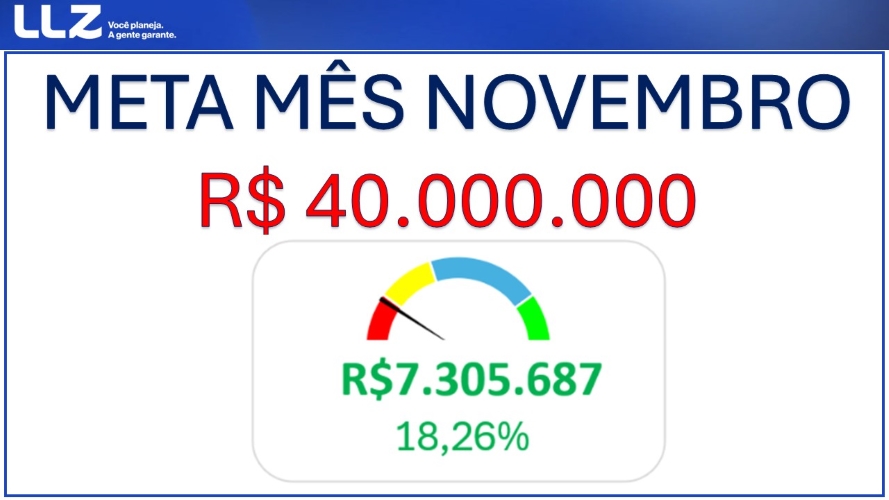 LLZ
Você planeja.
A gente garante.
META MÊS NOVEMBRO
R$ 40.000.000
R$7.305.687
18,26%